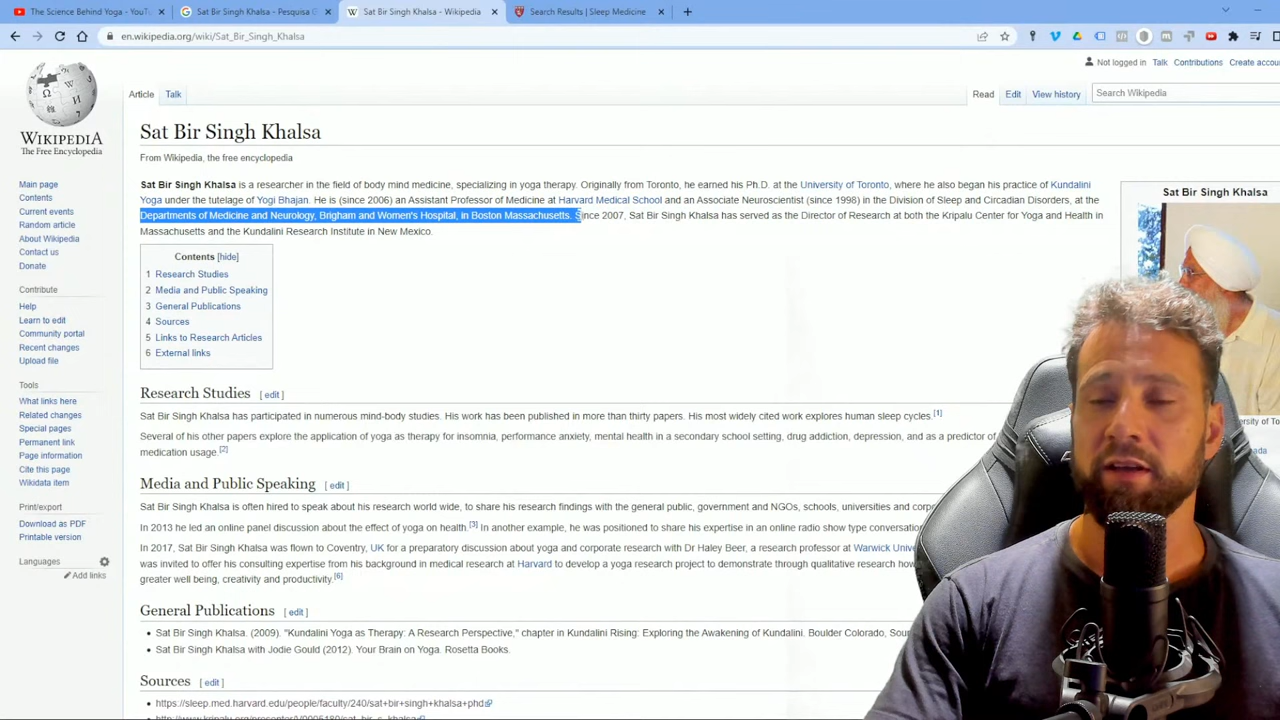 The Science Behind Yoga - YouT
Sat Bir Singh Khalsa - Pesquisa G
Sat Bir Singh Khalsa - Wikipedia
Search Results | Sleep Medicine
en.wikipedia.org/wiki/Sat_Bir_Singh_Khalsa
Not logged in Talk Contributions Create accou
Article Talk
Read Edit View history
Search Wikipedia
WIKIPEDIA
The Free Encyclopedia
Main page
Contents
Current events
Random article
About Wikipedia
Contact us
Donate
Contribute
Help
Learn to edit
Community portal
Recent changes
Upload file
Tools
What links here
Related changes
Special pages
Permanent link
Page information
Cite this page
Wikidata item
Print/export
Download as PDF
Printable version
Languages
Add links
Sat Bir Singh Khalsa
From Wikipedia, the free encyclopedia
Sat Bir Singh Khalsa is a researcher in the field of body mind medicine, specializing in yoga therapy. Originally from Toronto, he earned his Ph.D. at the University of Toronto, where he also began his practice of Kundalini
Yoga under the tutelage of Yogi Bhajan. He is (since 2006) an Assistant Professor of Medicine at Harvard Medical School and an Associate Neuroscientist (since 1998) in the Division of Sleep and Circadian Disorders, at the
Departments of Medicine and Neurology, Brigham and Women's Hospital, in Boston Massachusetts. Since 2007, Sat Bir Singh Khalsa has served as the Director of Research at both the Kripalu Center for Yoga and Health in
Massachusetts and the Kundalini Research Institute in New Mexico.
Contents [hide]
1 Research Studies
2 Media and Public Speaking
3 General Publications
4 Sources
5 Links to Research Articles
6 External links
Sat Bir Singh Khalsa
Research Studies [ edit ]
Sat Bir Singh Khalsa has participated in numerous mind-body studies. His work has been published in more than thirty papers. His most widely cited work explores human sleep cycles.[1]
Several of his other papers explore the application of yoga as therapy for insomnia, performance anxiety, mental health in a secondary school setting, drug addiction, depression, and as a predictor of
medication usage.[2]
Media and Public Speaking [ edit ]
Sat Bir Singh Khalsa is often hired to speak about his research world wide, to share his research findings with the general public, government and NGOs, schools, universities and corp
In 2013 he led an online panel discussion about the effect of yoga on health.[3] In another example, he was positioned to share his expertise in an online radio show type conversation
In 2017, Sat Bir Singh Khalsa was flown to Coventry, UK for a preparatory discussion about yoga and corporate research with Dr Haley Beer, a research professor at Warwick Unive
was invited to offer his consulting expertise from his background in medical research at Harvard to develop a yoga research project to demonstrate through qualitative research how
greater well being, creativity and productivity.[6]
General Publications [ edit ]
• Sat Bir Singh Khalsa. (2009). "Kundalini Yoga as Therapy: A Research Perspective," chapter in Kundalini Rising: Exploring the Awakening of Kundalini. Boulder Colorado, Soun
• Sat Bir Singh Khalsa with Jodie Gould (2012). Your Brain on Yoga. Rosetta Books.
Sources [ edit ]
• https://sleep.med.harvard.edu/people/faculty/240/sat+bir+singh+khalsa+phd